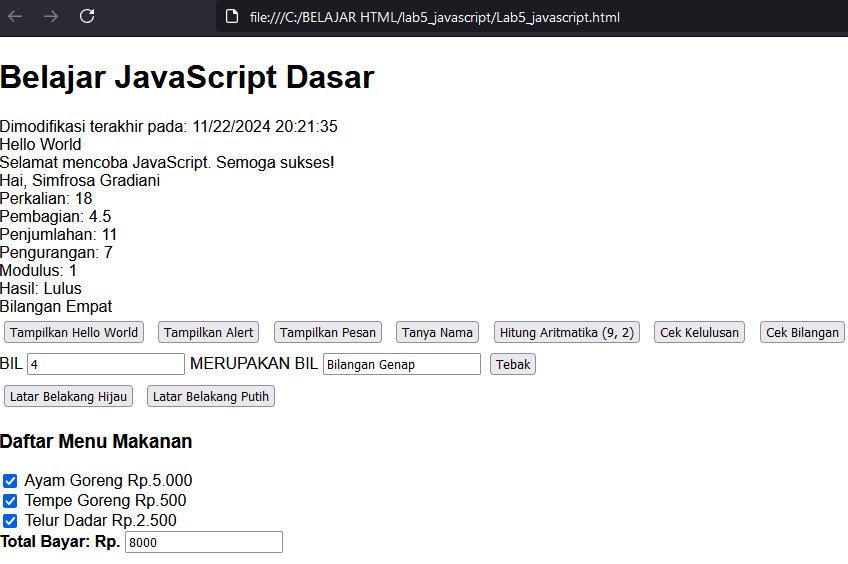 file:///C:/BELAJAR HTML/lab5_javascript/Lab5_javascript.html
Belajar JavaScript Dasar
Dimodifikasi terakhir pada: 11/22/2024 20:21:35
Hello World
Selamat mencoba JavaScript. Semoga sukses!
Hai, Simfrosa Gradiani
Perkalian: 18
Pembagian: 4.5
Penjumlahan: 11
Pengurangan: 7
Modulus: 1
Hasil: Lulus
Bilangan Empat
Tampilkan Hello World Tampilkan Alert Tampilkan Pesan Tanya Nama Hitung Aritmatika (9, 2) Cek Kelulusan Cek Bilangan
BIL 4 MERUPAKAN BIL Bilangan Genap Tebak
Latar Belakang Hijau Latar Belakang Putih
Daftar Menu Makanan
Ayam Goreng Rp.5.000
Tempe Goreng Rp.500
Telur Dadar Rp.2.500
Total Bayar: Rp. 8000